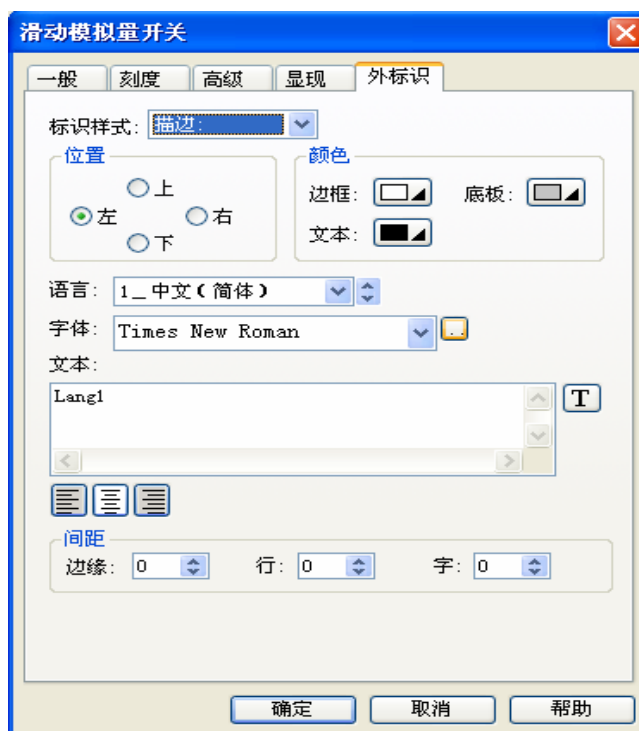 滑动模拟量开关
一般 刻度 高级 显现 外标识
标识样式: 描边:
位置
上
左 右
下
颜色
边框: 底板:
文本:
语言: 1_中文(简体)
字体: Times New Roman
文本:
Lang1
T
间距
边缘: 0 行: 0 字: 0
确定 取消 帮助